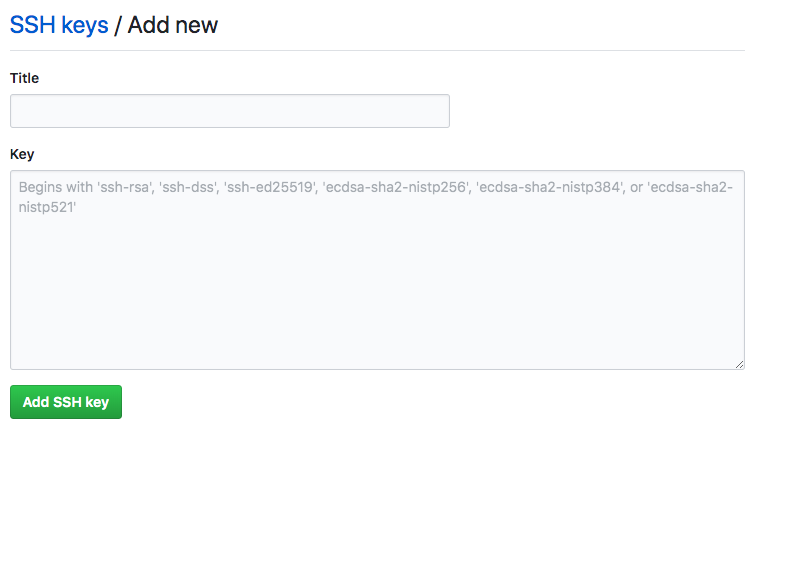 SSH keys / Add new
Title
Key
Begins with 'ssh-rsa', 'ssh-dss', 'ssh-ed25519', 'ecdsa-sha2-nistp256', 'ecdsa-sha2-nistp384', or 'ecdsa-sha2-
nistp521'
Add SSH key